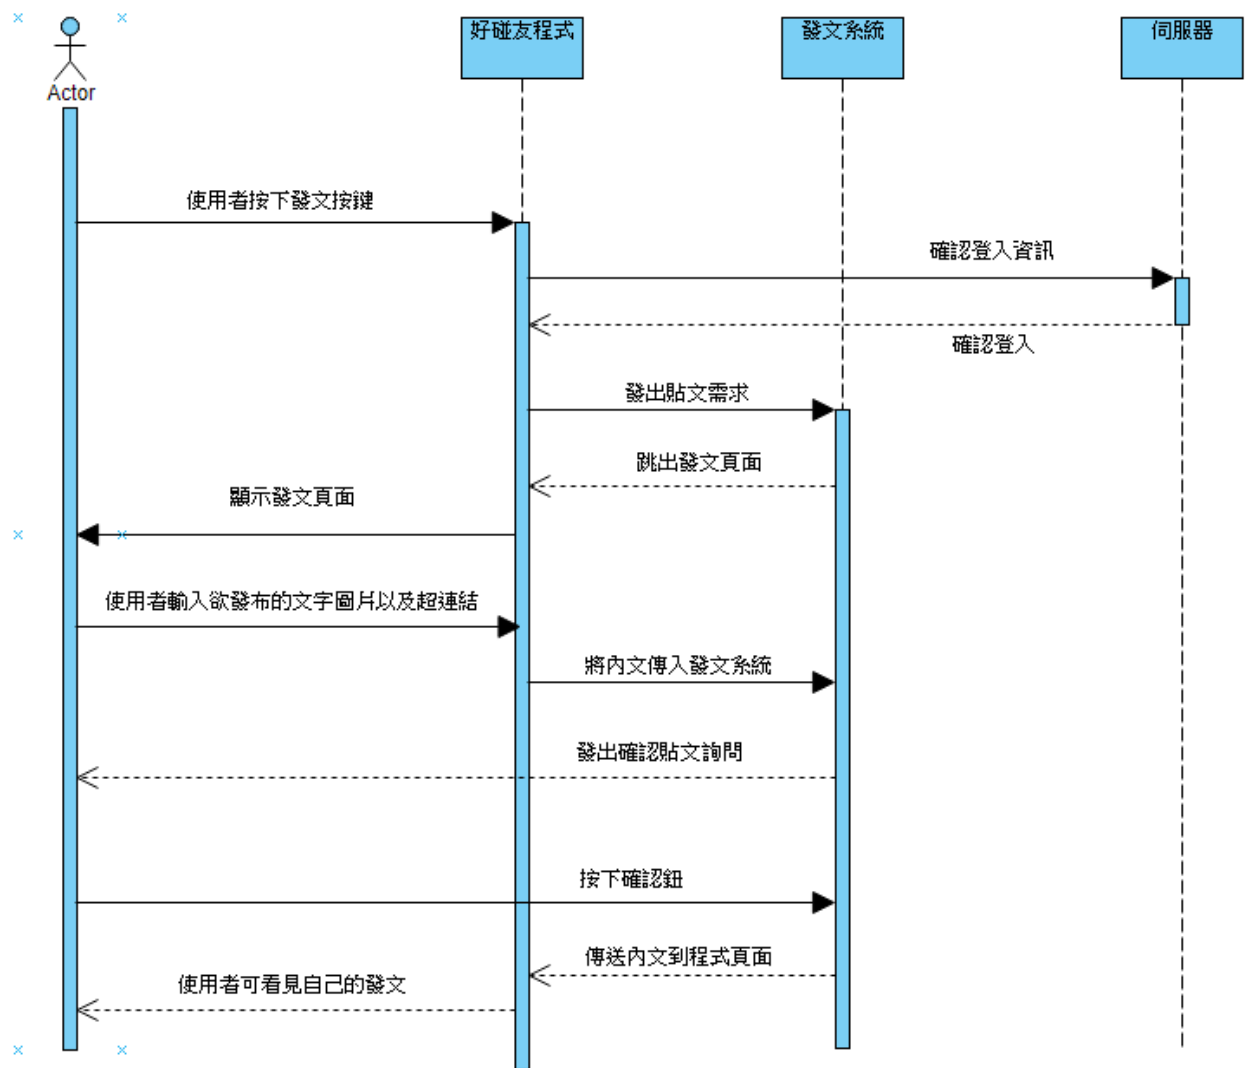 好碰友程式
發文系統
伺服器
Actor
使用者按下發文按鍵
確認登入資訊
確認登入
發出貼文需求
跳出發文頁面
顯示發文頁面
使用者輸入欲發布的文字圖片以及超連結
將內文傳入發文系統
發出確認貼文詢問
按下確認鈕
傳送內文到程式頁面
使用者可看見自己的發文